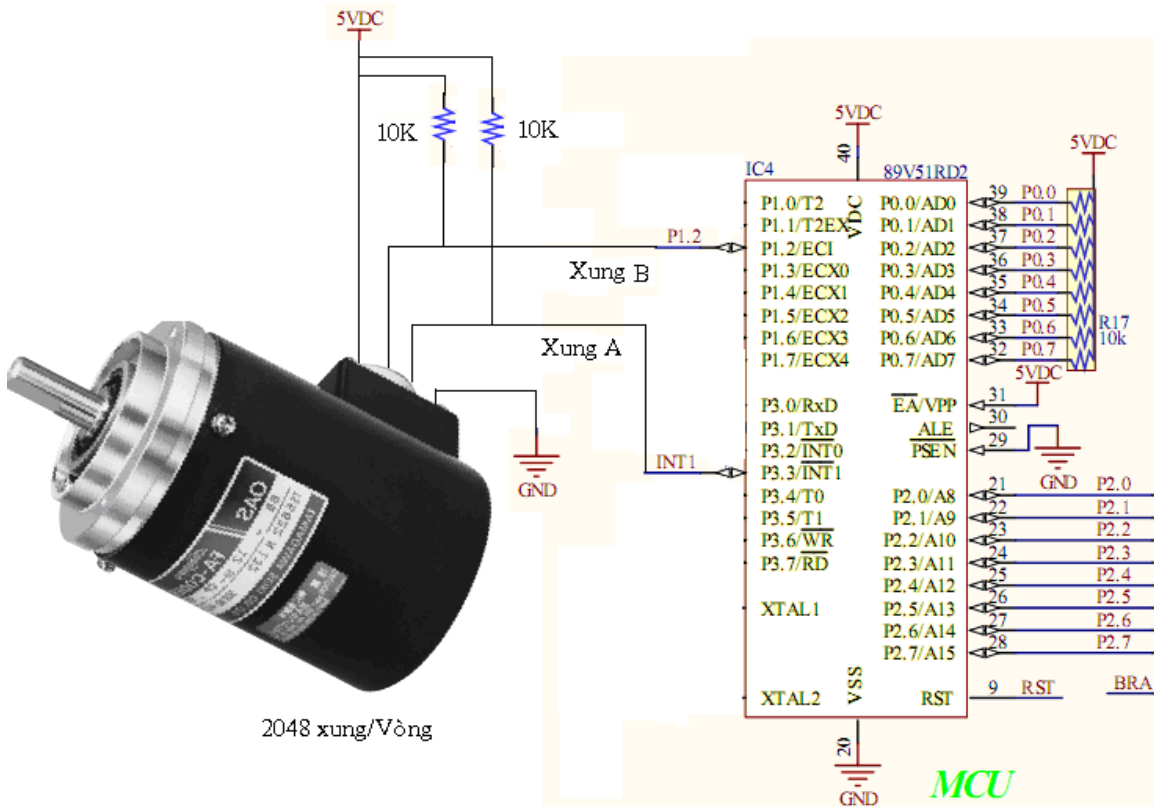 5VDC
10K
10K
5VDC
40
IC4
89V51RD2
5VDC
P1.0/T2
P1.1/T2EX
P1.2/ECI
P1.3/ECX0
P1.4/ECX1
P1.5/ECX2
P1.6/ECX3
P1.7/ECX4
VDC
P0.0/AD0
P0.1/AD1
P0.2/AD2
P0.3/AD3
P0.4/AD4
P0.5/AD5
P0.6/AD6
P0.7/AD7
39 P0.0
38 P0.1
37 P0.2
36 P0.3
35 P0.4
34 P0.5
33 P0.6
32 P0.7
R17
10k
P1.2
Xung B
Xung A
INT1
GND
P3.0/RxD
P3.1/TxD
P3.2/INT0
P3.3/INT1
P3.4/T0
P3.5/T1
P3.6/WR
P3.7/RD
5VDC
EA/VPP 31
ALE 30
PSEN 29
GND
P2.0/A8 21 P2.0
P2.1/A9 22 P2.1
P2.2/A10 23 P2.2
P2.3/A11 24 P2.3
P2.4/A12 25 P2.4
P2.5/A13 26 P2.5
P2.6/A14 27 P2.6
P2.7/A15 28 P2.7
XTAL1
XTAL2
VSS
RST 9 RST
BRA
20
GND
MCU
OAS
2048 xung/Vòng